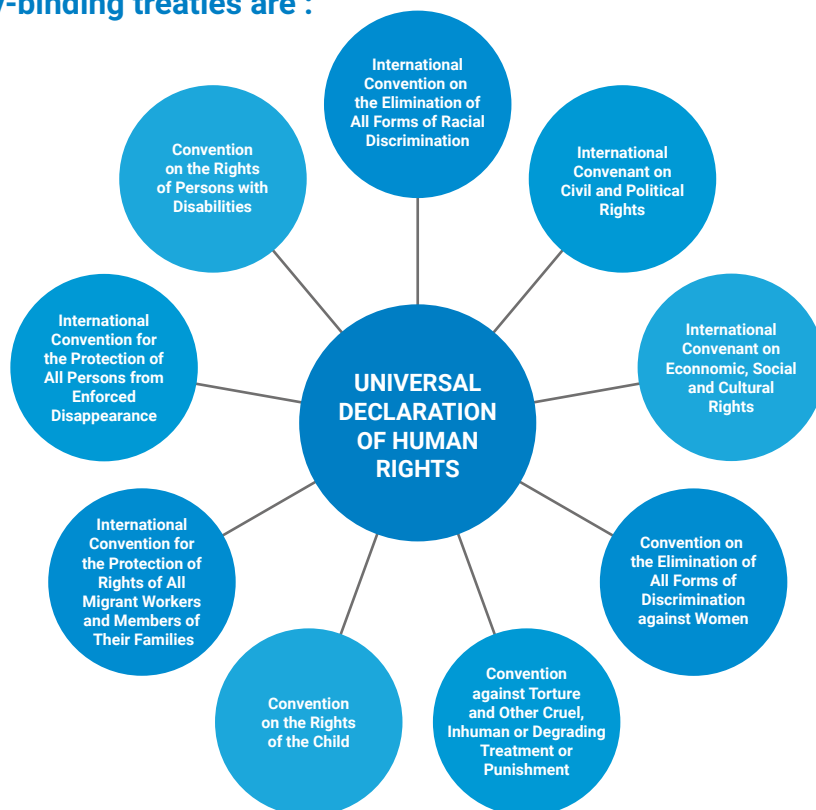 -binding treaties are :
International
Convention on
the Elimination of
All Forms of Racial
Discrimination
International
Convenant on
Civil and Political
Rights
International
Convenant on
Econnomic, Social
and Cultural
Rights
Convention on
the Elimination of
All Forms of
Discrimination
against Women
Convention
against Torture
and Other Cruel,
Inhuman or Degrading
Treatment or
Punishment
Convention
on the Rights
of the Child
International
Convention for
the Protection of
Rights of All
Migrant Workers
and Members of
Their Families
International
Convention for
the Protection of
All Persons from
Enforced
Disappearance
Convention
on the Rights
of Persons with
Disabilities
UNIVERSAL
DECLARATION
OF HUMAN
RIGHTS